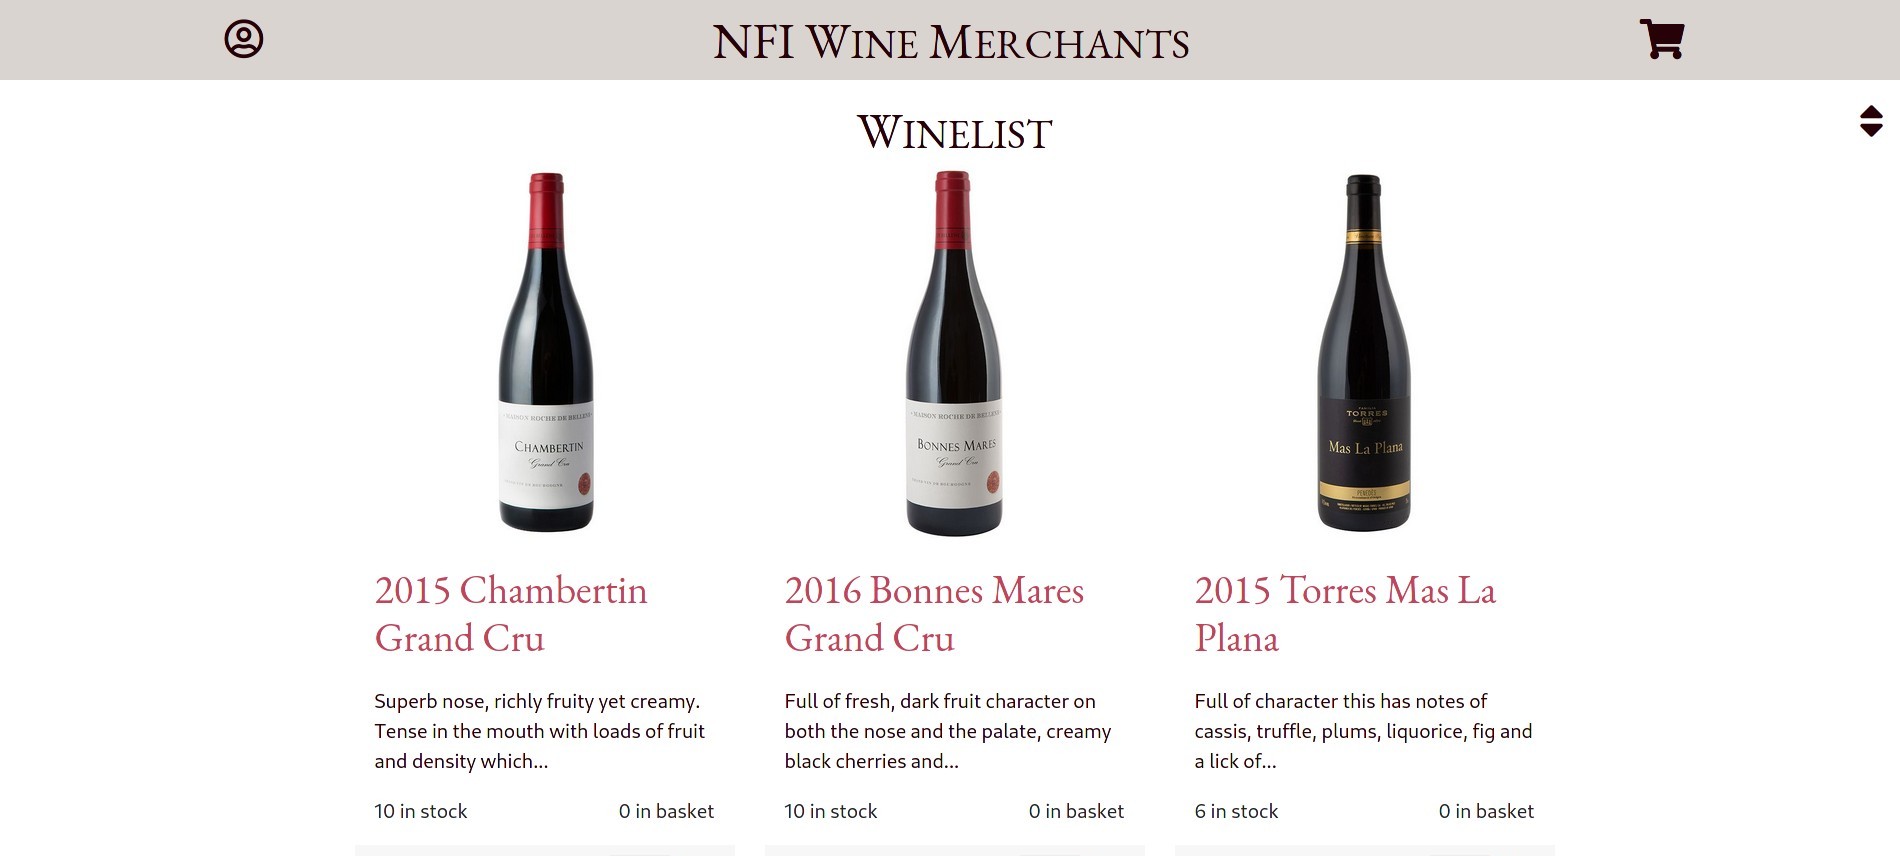 NFI Wine Merchants
Winelist
MAISON ROCHE DE BELLENE
CHAMBERTIN
Grand Cru
MAISON ROCHE DE BELLENE
BONNES MARES
Grand Cru
TORRES
Mas La Plana
PENEDÈS
2015 Chambertin
Grand Cru
2016 Bonnes Mares
Grand Cru
2015 Torres Mas La
Plana
Superb nose, richly fruity yet creamy.
Tense in the mouth with loads of fruit
and density which...
Full of fresh, dark fruit character on
both the nose and the palate, creamy
black cherries and...
Full of character this has notes of
cassis, truffle, plums, liquorice, fig and
a lick of...
10 in stock
0 in basket
10 in stock
0 in basket
6 in stock
0 in basket